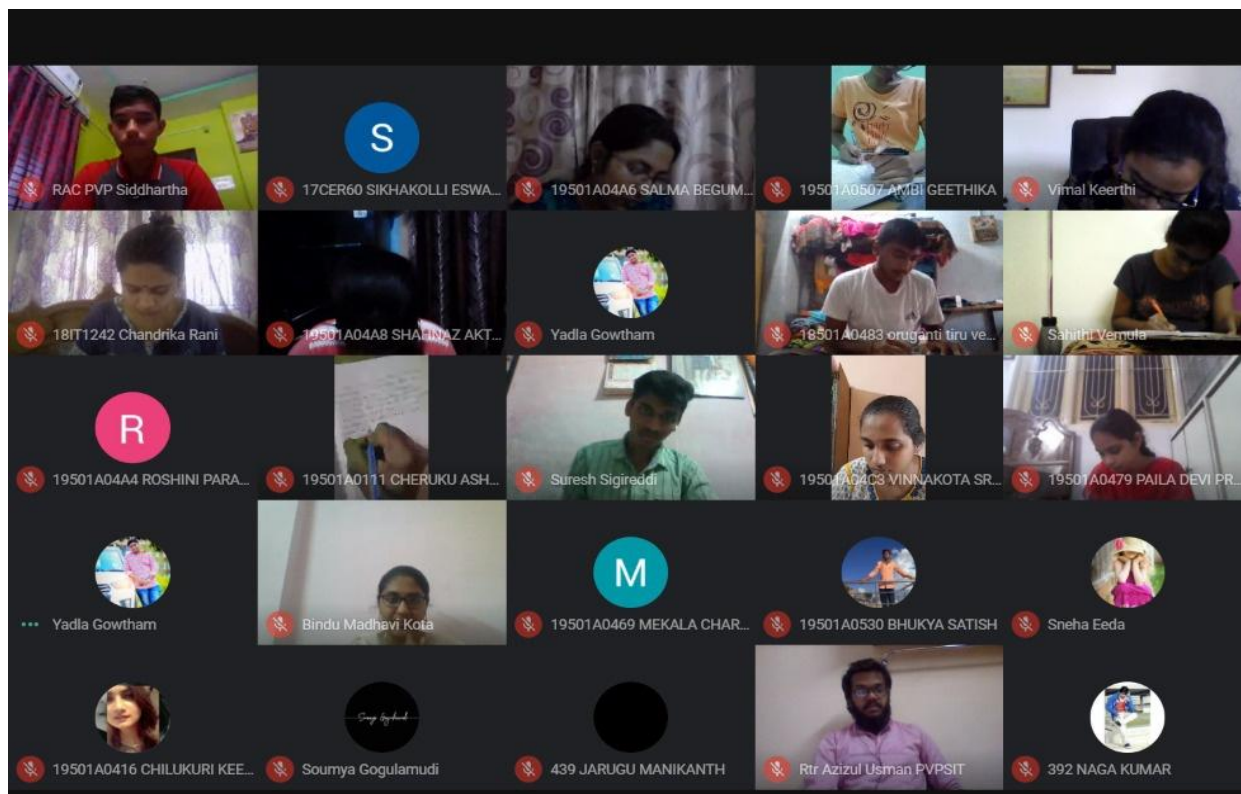 RAC PVP Siddhartha
S
17CER60 SIKHAKOLLI ESWA...
19501A04A6 SALMA BEGUM...
19501A0507 AMBI GEETHIKA
Vimal Keerthi
18IT1242 Chandrika Rani
19501A04A8 SHAHNAZ AKT...
Yadla Gowtham
18501A0483 oruganti tiru ve...
Sahithi Vemula
R
19501A04A4 ROSHINI PARA...
19501A0111 CHERUKU ASH...
Suresh Sigireddi
19501A04C3 VINNAKOTA SR...
19501A0479 PAILA DEVI PR...
Yadla Gowtham
Bindu Madhavi Kota
M
19501A0469 MEKALA CHAR...
19501A0530 BHUKYA SATISH
Sneha Eeda
19501A0416 CHILUKURI KEE...
Soumya Gogulamudi
439 JARUGU MANIKANTH
Rtr Azizul Usman PVPSIT
392 NAGA KUMAR